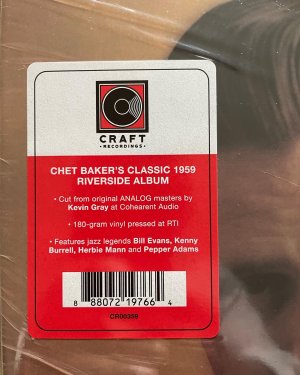 CRAFT
RECORDINGS
CHET BAKER'S CLASSIC 1959
RIVERSIDE ALBUM
• Cut from original ANALOG masters by
Kevin Gray at Cohearent Audio
• 180-gram vinyl pressed at RTI
• Features jazz legends Bill Evans, Kenny
Burrell, Herbie Mann and Pepper Adams
8 88072 19766 4
CR00358